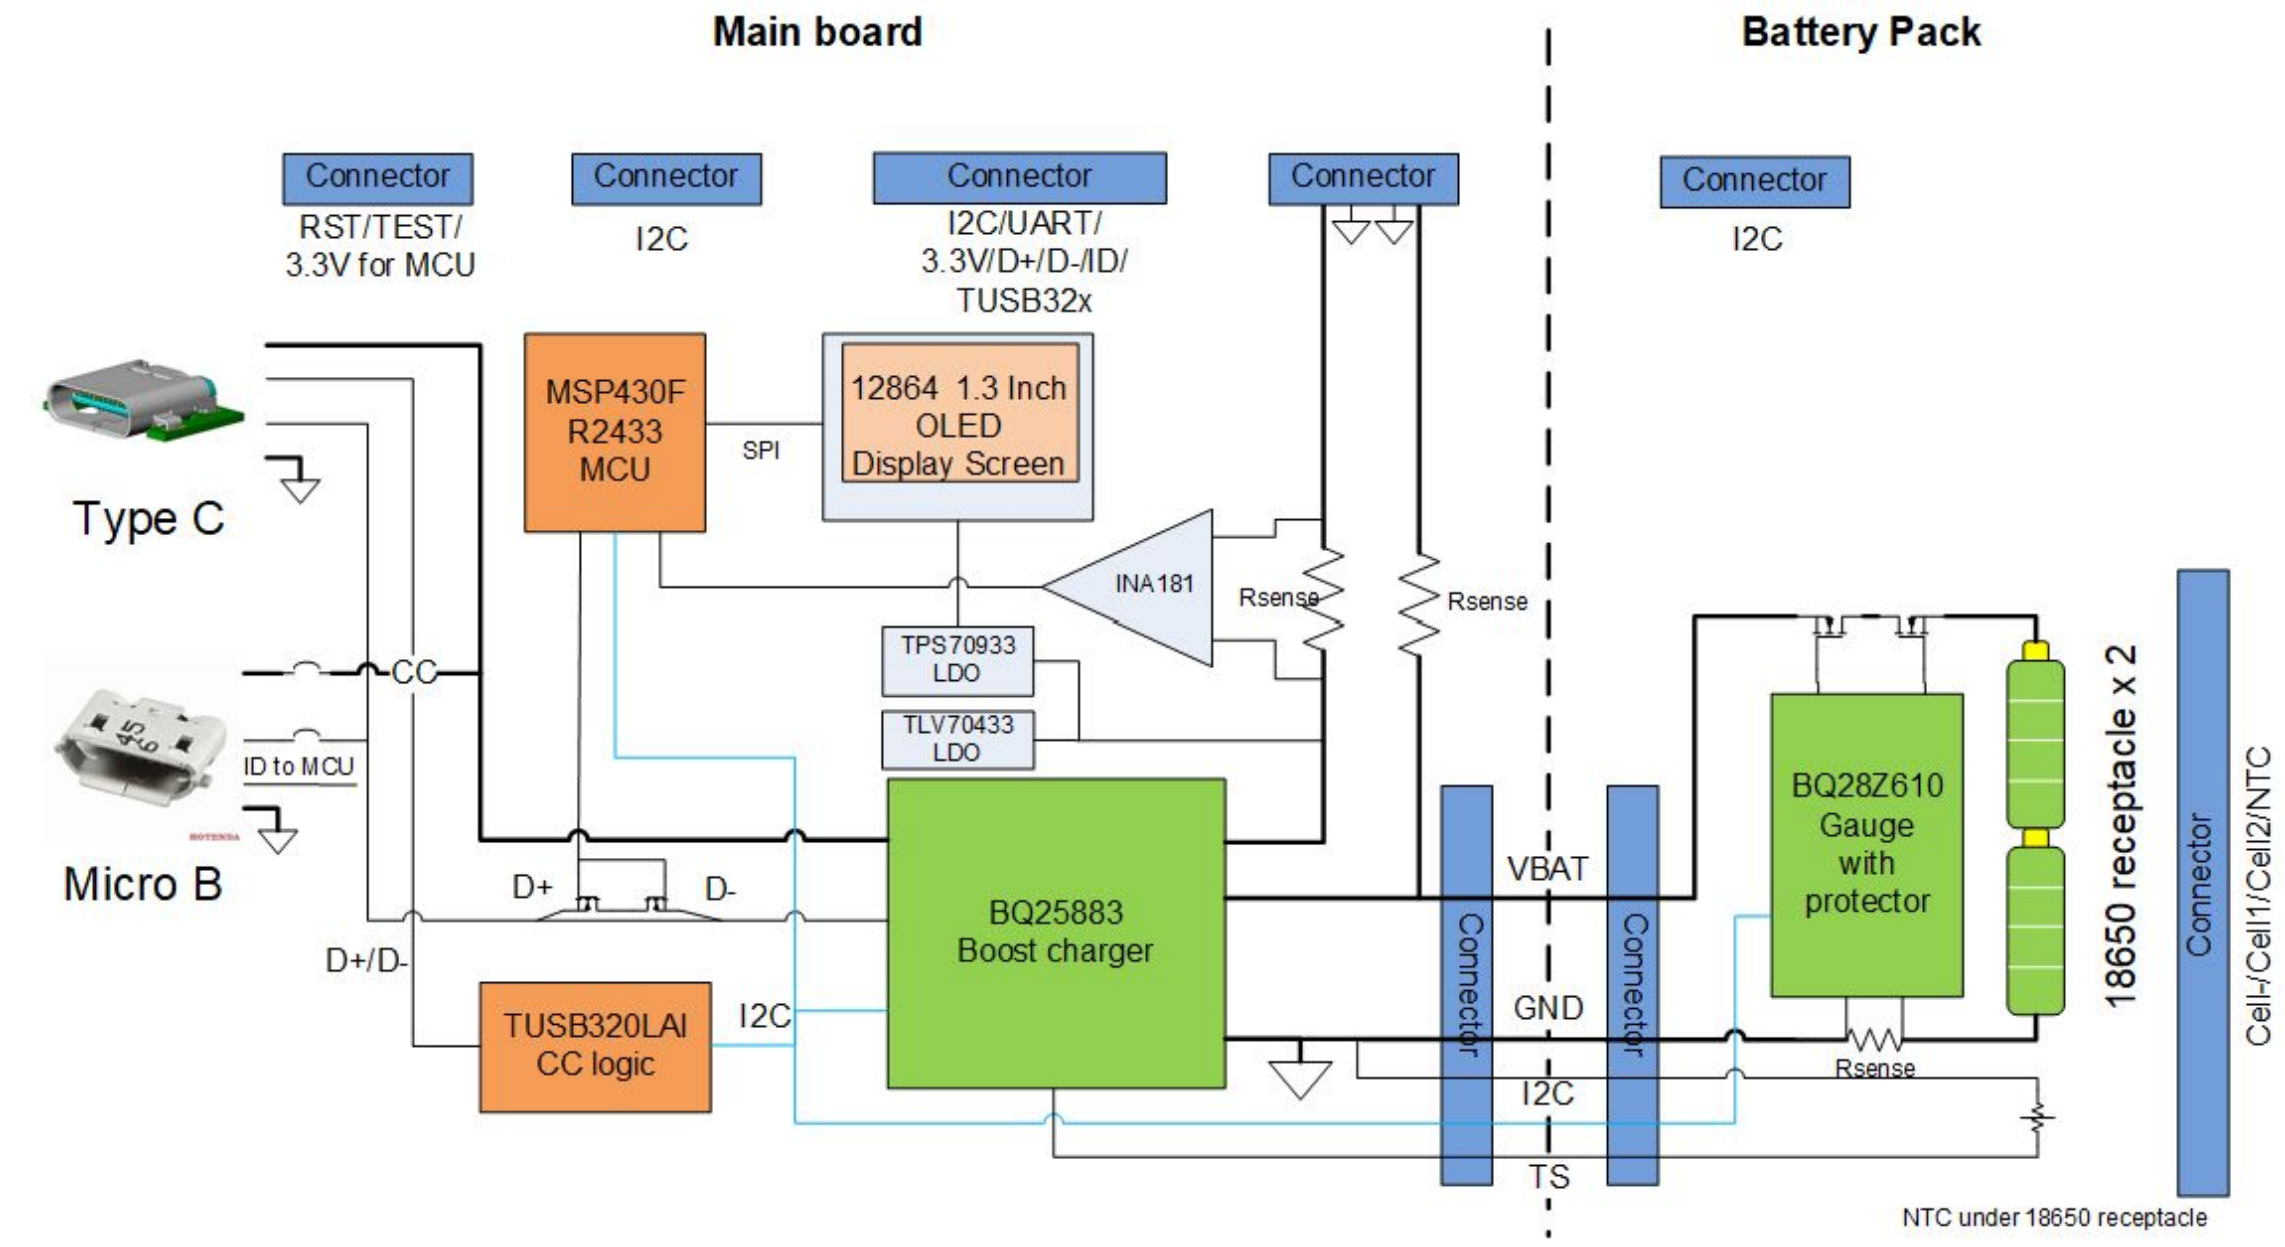 Main board
Battery Pack
Connector
RST/TEST/
3.3V for MCU
Connector
I2C
Connector
I2C/UART/
3.3V/D+/D-/ID/
TUSB32x
Connector
Connector
I2C
Type C
MSP430F
R2433
MCU
SPI
12864 1.3 Inch
OLED
Display Screen
INA181
Rsense
Rsense
TPS70933
LDO
TLV70433
LDO
CC
ID to MCU
HOTENDA
Micro B
D+
D-
D+/D-
TUSB320LAI
CC logic
I2C
BQ25883
Boost charger
Connector
VBAT
GND
I2C
TS
Connector
BQ28Z610
Gauge
with
protector
Rsense
18650 receptacle x 2
Connector
Cell-/Cell1/Cell2/NTC
NTC under 18650 receptacle